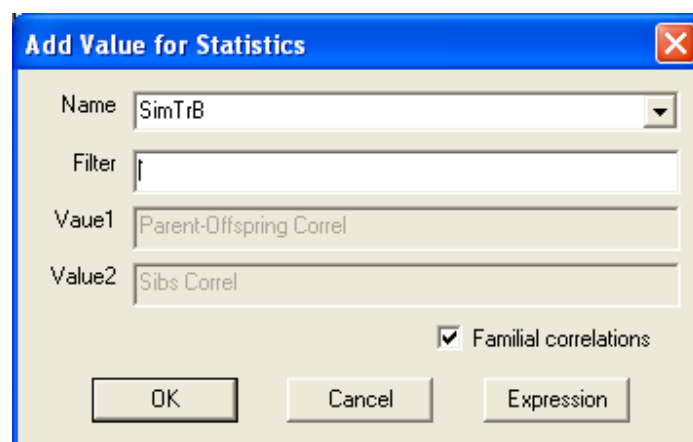 Add Value for Statistics
Name SimTrB
Filter
Vaue1 Parent-Offspring Correl
Value2 Sibs Correl
Familial correlations
OK Cancel Expression